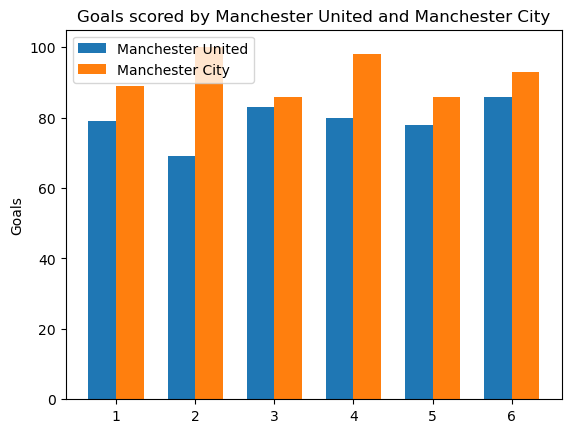 Goals scored by Manchester United and Manchester City
Manchester United
Manchester City
100
80
60
40
20
0
Goals
1 2 3 4 5 6